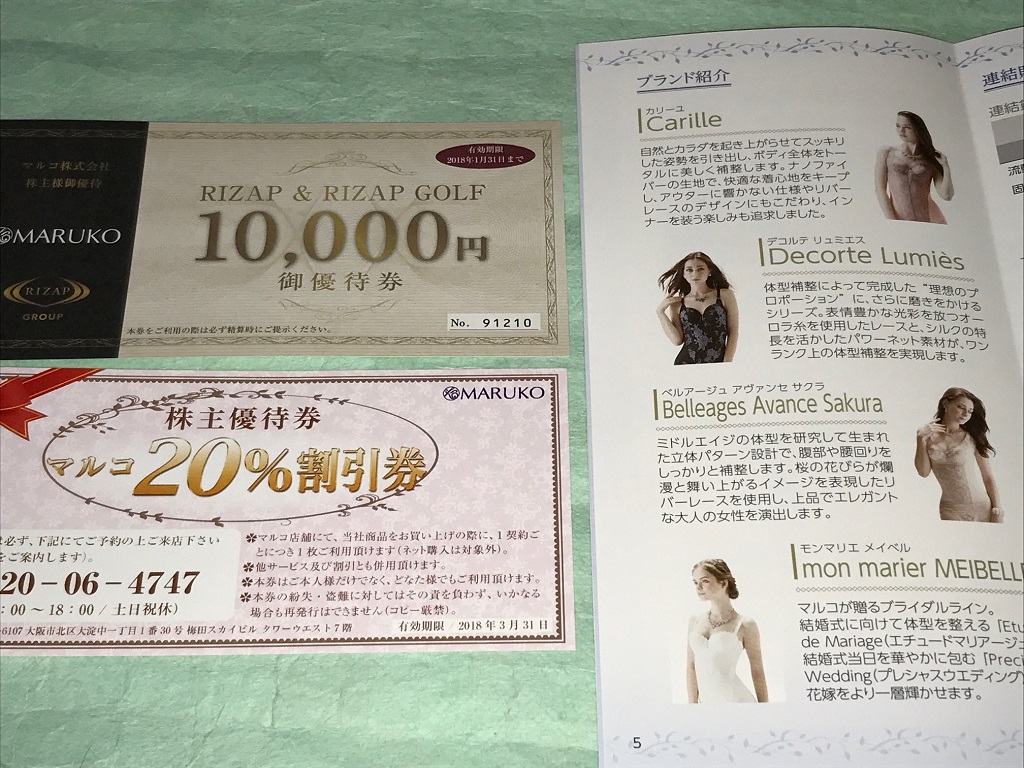 マルコ株式会社
株主様御優待
MARUKO
RIZAP
GROUP
有効期限
2018年1月31日まで
RIZAP & RIZAP GOLF
10,000円
御優待券
No. 91210
本券をご利用の際は必ず精算時にご提示ください。
MARUKO
株主優待券
マルコ20%割引券
は必ず、下記にてご予約の上ご来店下さい
をご案内します)。
20-06-4747
:00~18:00/土日祝休)
6107 大阪市北区大淀中一丁目1番30号 梅田スカイビル タワーウエスト7階
✽マルコ店舗にて、当社商品をお買い上げの際に、1契約ご
とにつき1枚ご利用頂けます(ネット購入は対象外)。
✽他サービス及び割引とも併用頂けます。
✽本券はご本人様だけでなく、どなた様でもご利用頂けます。
✽本券の紛失・盗難に対してはその責を負わず、いかなる
場合も再発行はできません(コピー厳禁)。
有効期限/2018年3月31日
ブランド紹介
カリーユ
Carille
自然とカラダを起き上がらせてスッキリ
した姿勢を引き出し、ボディ全体をトー
タルに美しく補整します。ナノファイ
バーの生地で、快適な着心地をキープ
し、アウターに響かない仕様やリバー
レースのデザインにもこだわり、イン
ナーを装う楽しみも追求しました。
デコルテ リュミエス
Decorte Lumiès
体型補整によって完成した“理想のプ
ロポーション”に、さらに磨きをかける
シリーズ。表情豊かな光彩を放つオー
ロラ糸を使用したレースと、シルクの特
長を活かしたパワーネット素材が、ワン
ランク上の体型補整を実現します。
ベルアージュ アヴァンセ サクラ
Belleages Avance Sakura
ミドルエイジの体型を研究して生まれ
た立体パターン設計で、腹部や腰回りを
しっかりと補整します。桜の花びらが爛
漫と舞い上がるイメージを表現したリ
バーレースを使用し、上品でエレガント
な大人の女性を演出します。
モンマリエ メイベル
mon marier MEIBELL
マルコが贈るブライダルライン。
結婚式に向けて体型を整える「Etu
de Mariage(エチュードマリアージュ
結婚式当日を華やかに包む「Preci
Wedding(プレシャスウエディング)
花嫁をより一層輝かせます。
5
連結
連結
流
固